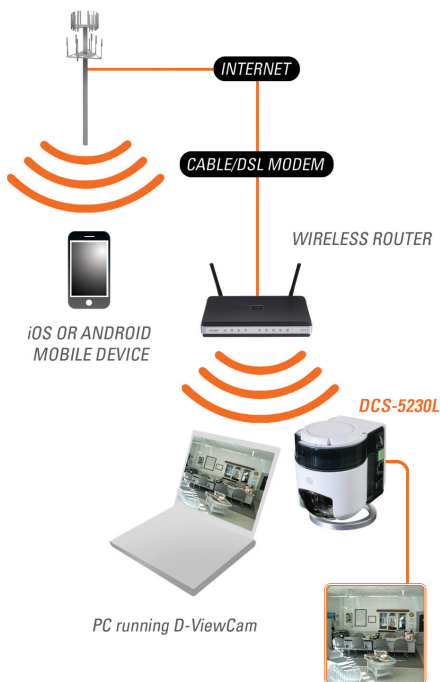 INTERNET
CABLE/DSL MODEM
WIRELESS ROUTER
iOS OR ANDROID
MOBILE DEVICE
DCS-5230L
PC running D-ViewCam